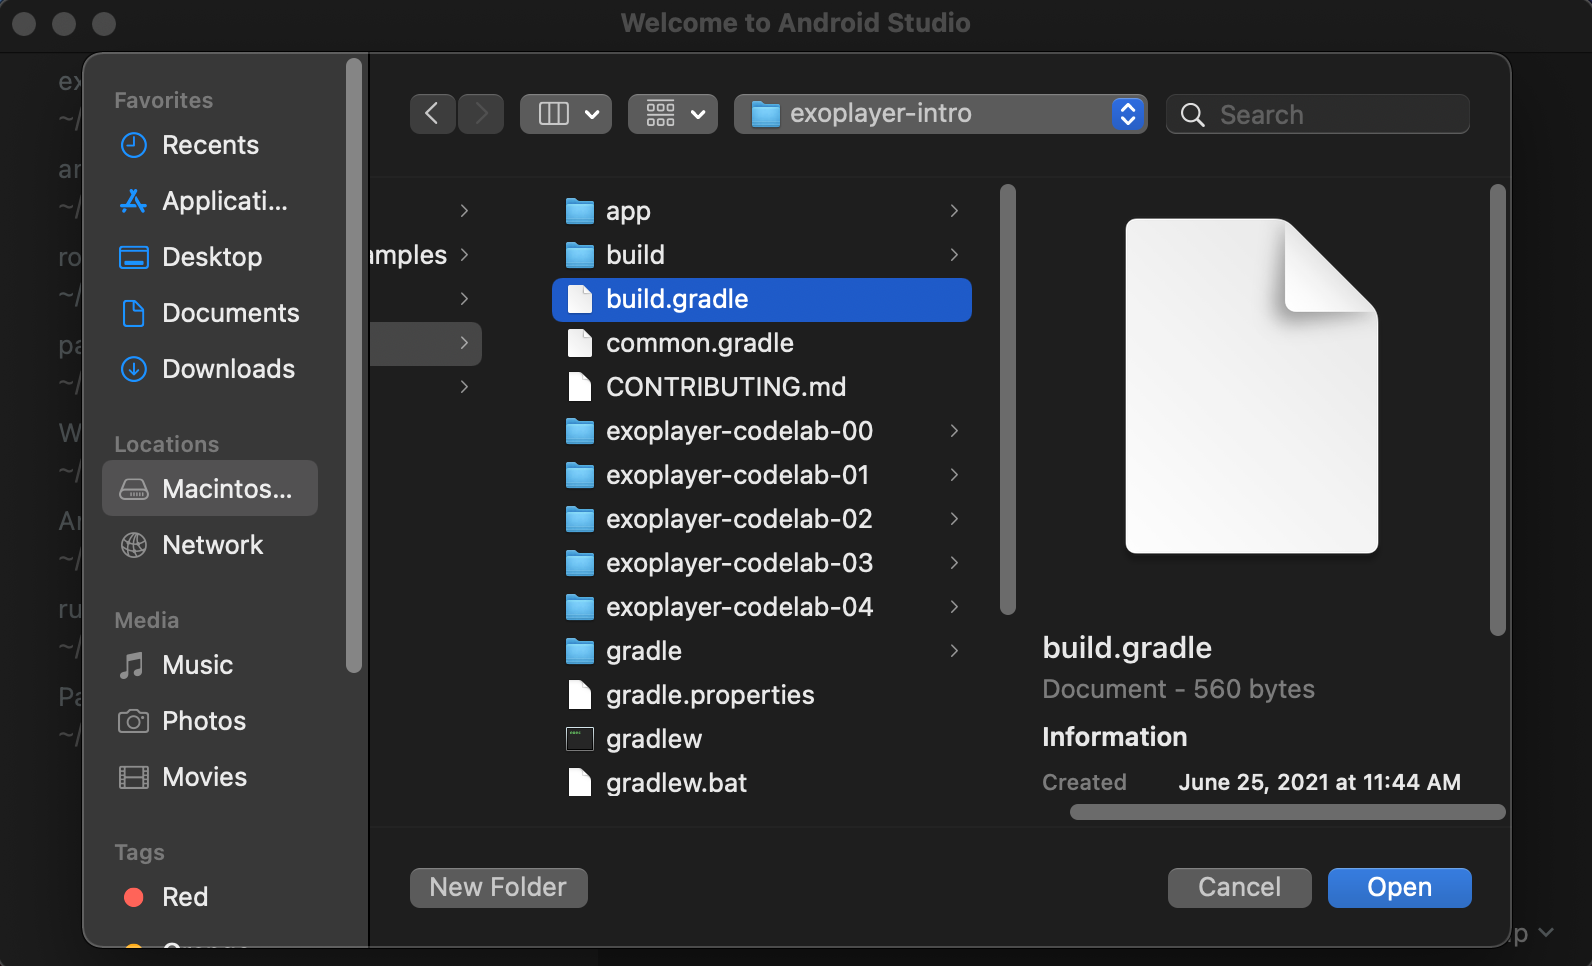 Welcome to Android Studio
Favorites
Recents
Applicati...
Desktop
Documents
Downloads
Locations
Macintos...
Network
Media
Music
Photos
Movies
Tags
Red
exoplayer-intro
Search
amples
app
build
build.gradle
common.gradle
CONTRIBUTING.md
exoplayer-codelab-00
exoplayer-codelab-01
exoplayer-codelab-02
exoplayer-codelab-03
exoplayer-codelab-04
gradle
gradle.properties
gradlew
gradlew.bat
build.gradle
Document - 560 bytes
Information
Created June 25, 2021 at 11:44 AM
New Folder
Cancel
Open